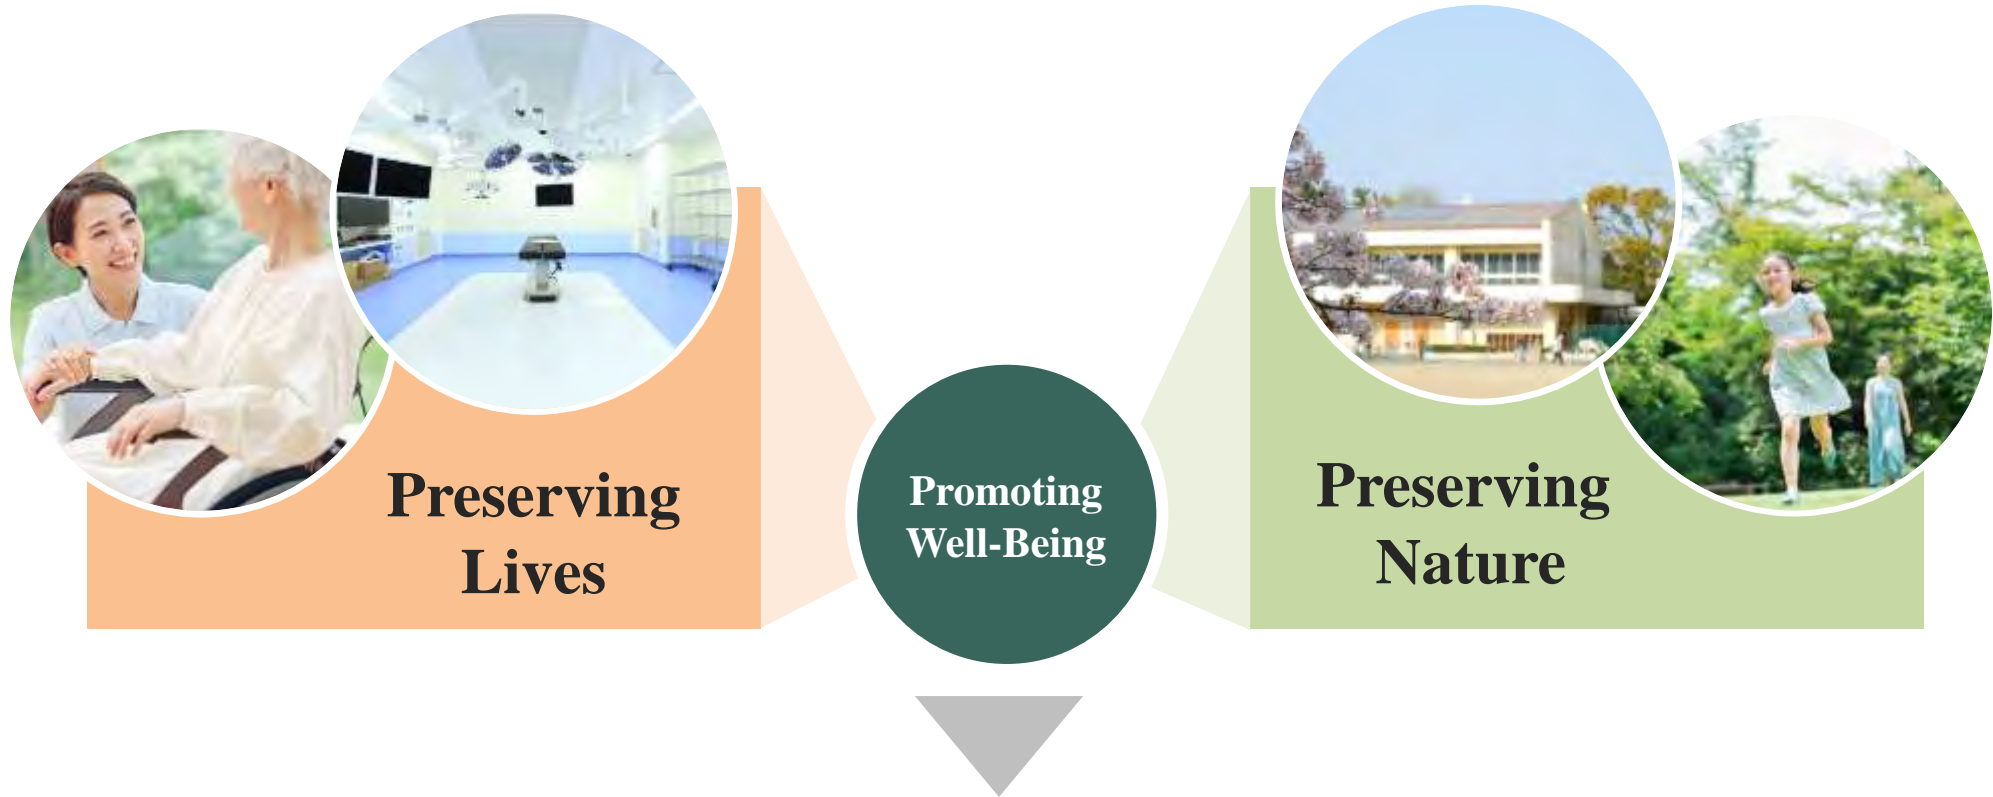 Preserving
Lives
Promoting
Well-Being
Preserving
Nature